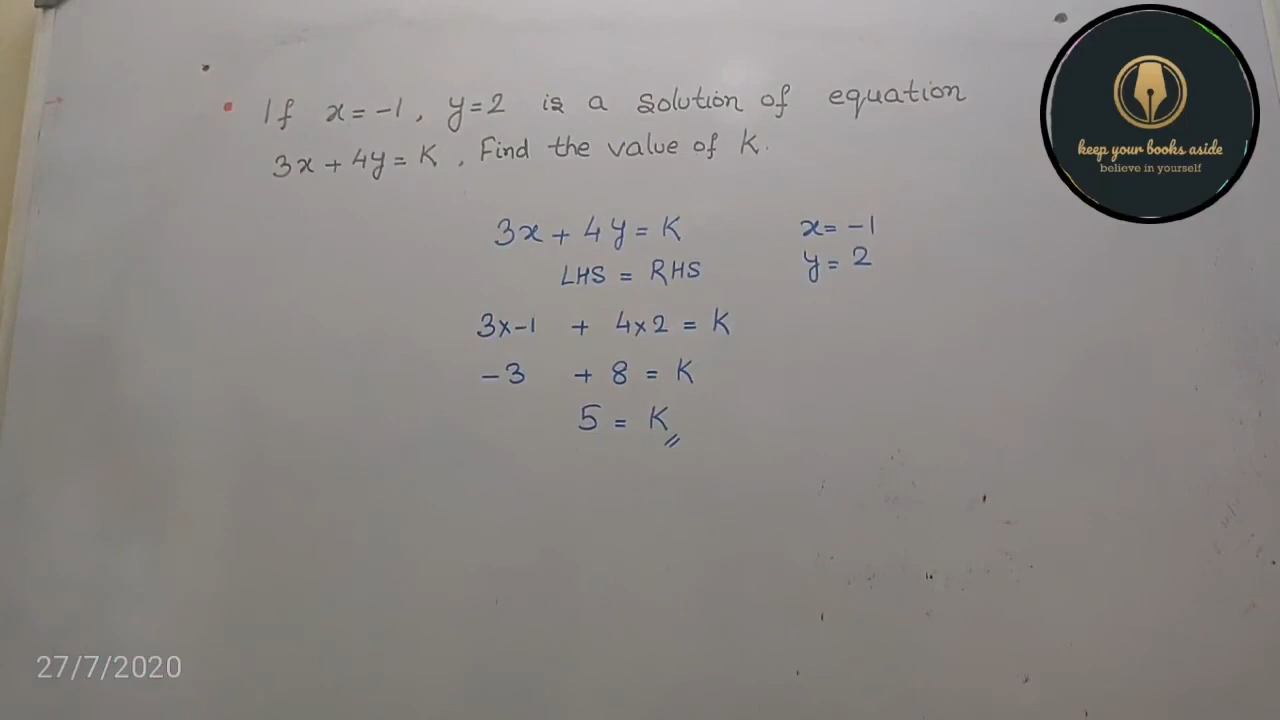 If x = -1, y = 2 is a solution of equation
3x + 4y = K, Find the value of K.
3x + 4y = K
LHS = RHS
3x-1 + 4x2 = K
-3 + 8 = K
5 = K
x = -1
y = 2
keep your books aside
believe in yourself
27/7/2020